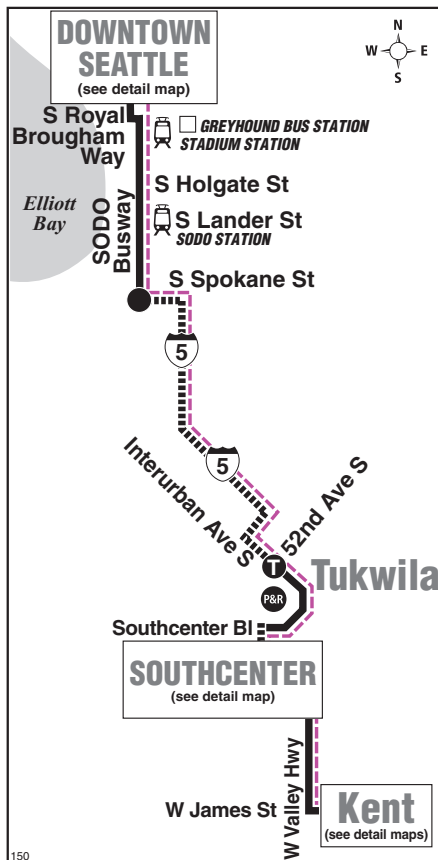 DOWNTOWN
SEATTLE
(see detail map)
N
W
E
S
S Royal
Brougham
Way
GREYHOUND BUS STATION
STADIUM STATION
S Holgate St
Elliott
Bay
SODO
Busway
S Lander St
SODO STATION
S Spokane St
5
5
Interurban Ave S
52nd Ave S
T
Tukwila
P&R
Southcenter Bl
SOUTHCENTER
(see detail map)
W Valley Hwy
W James St
Kent
(see detail maps)
150